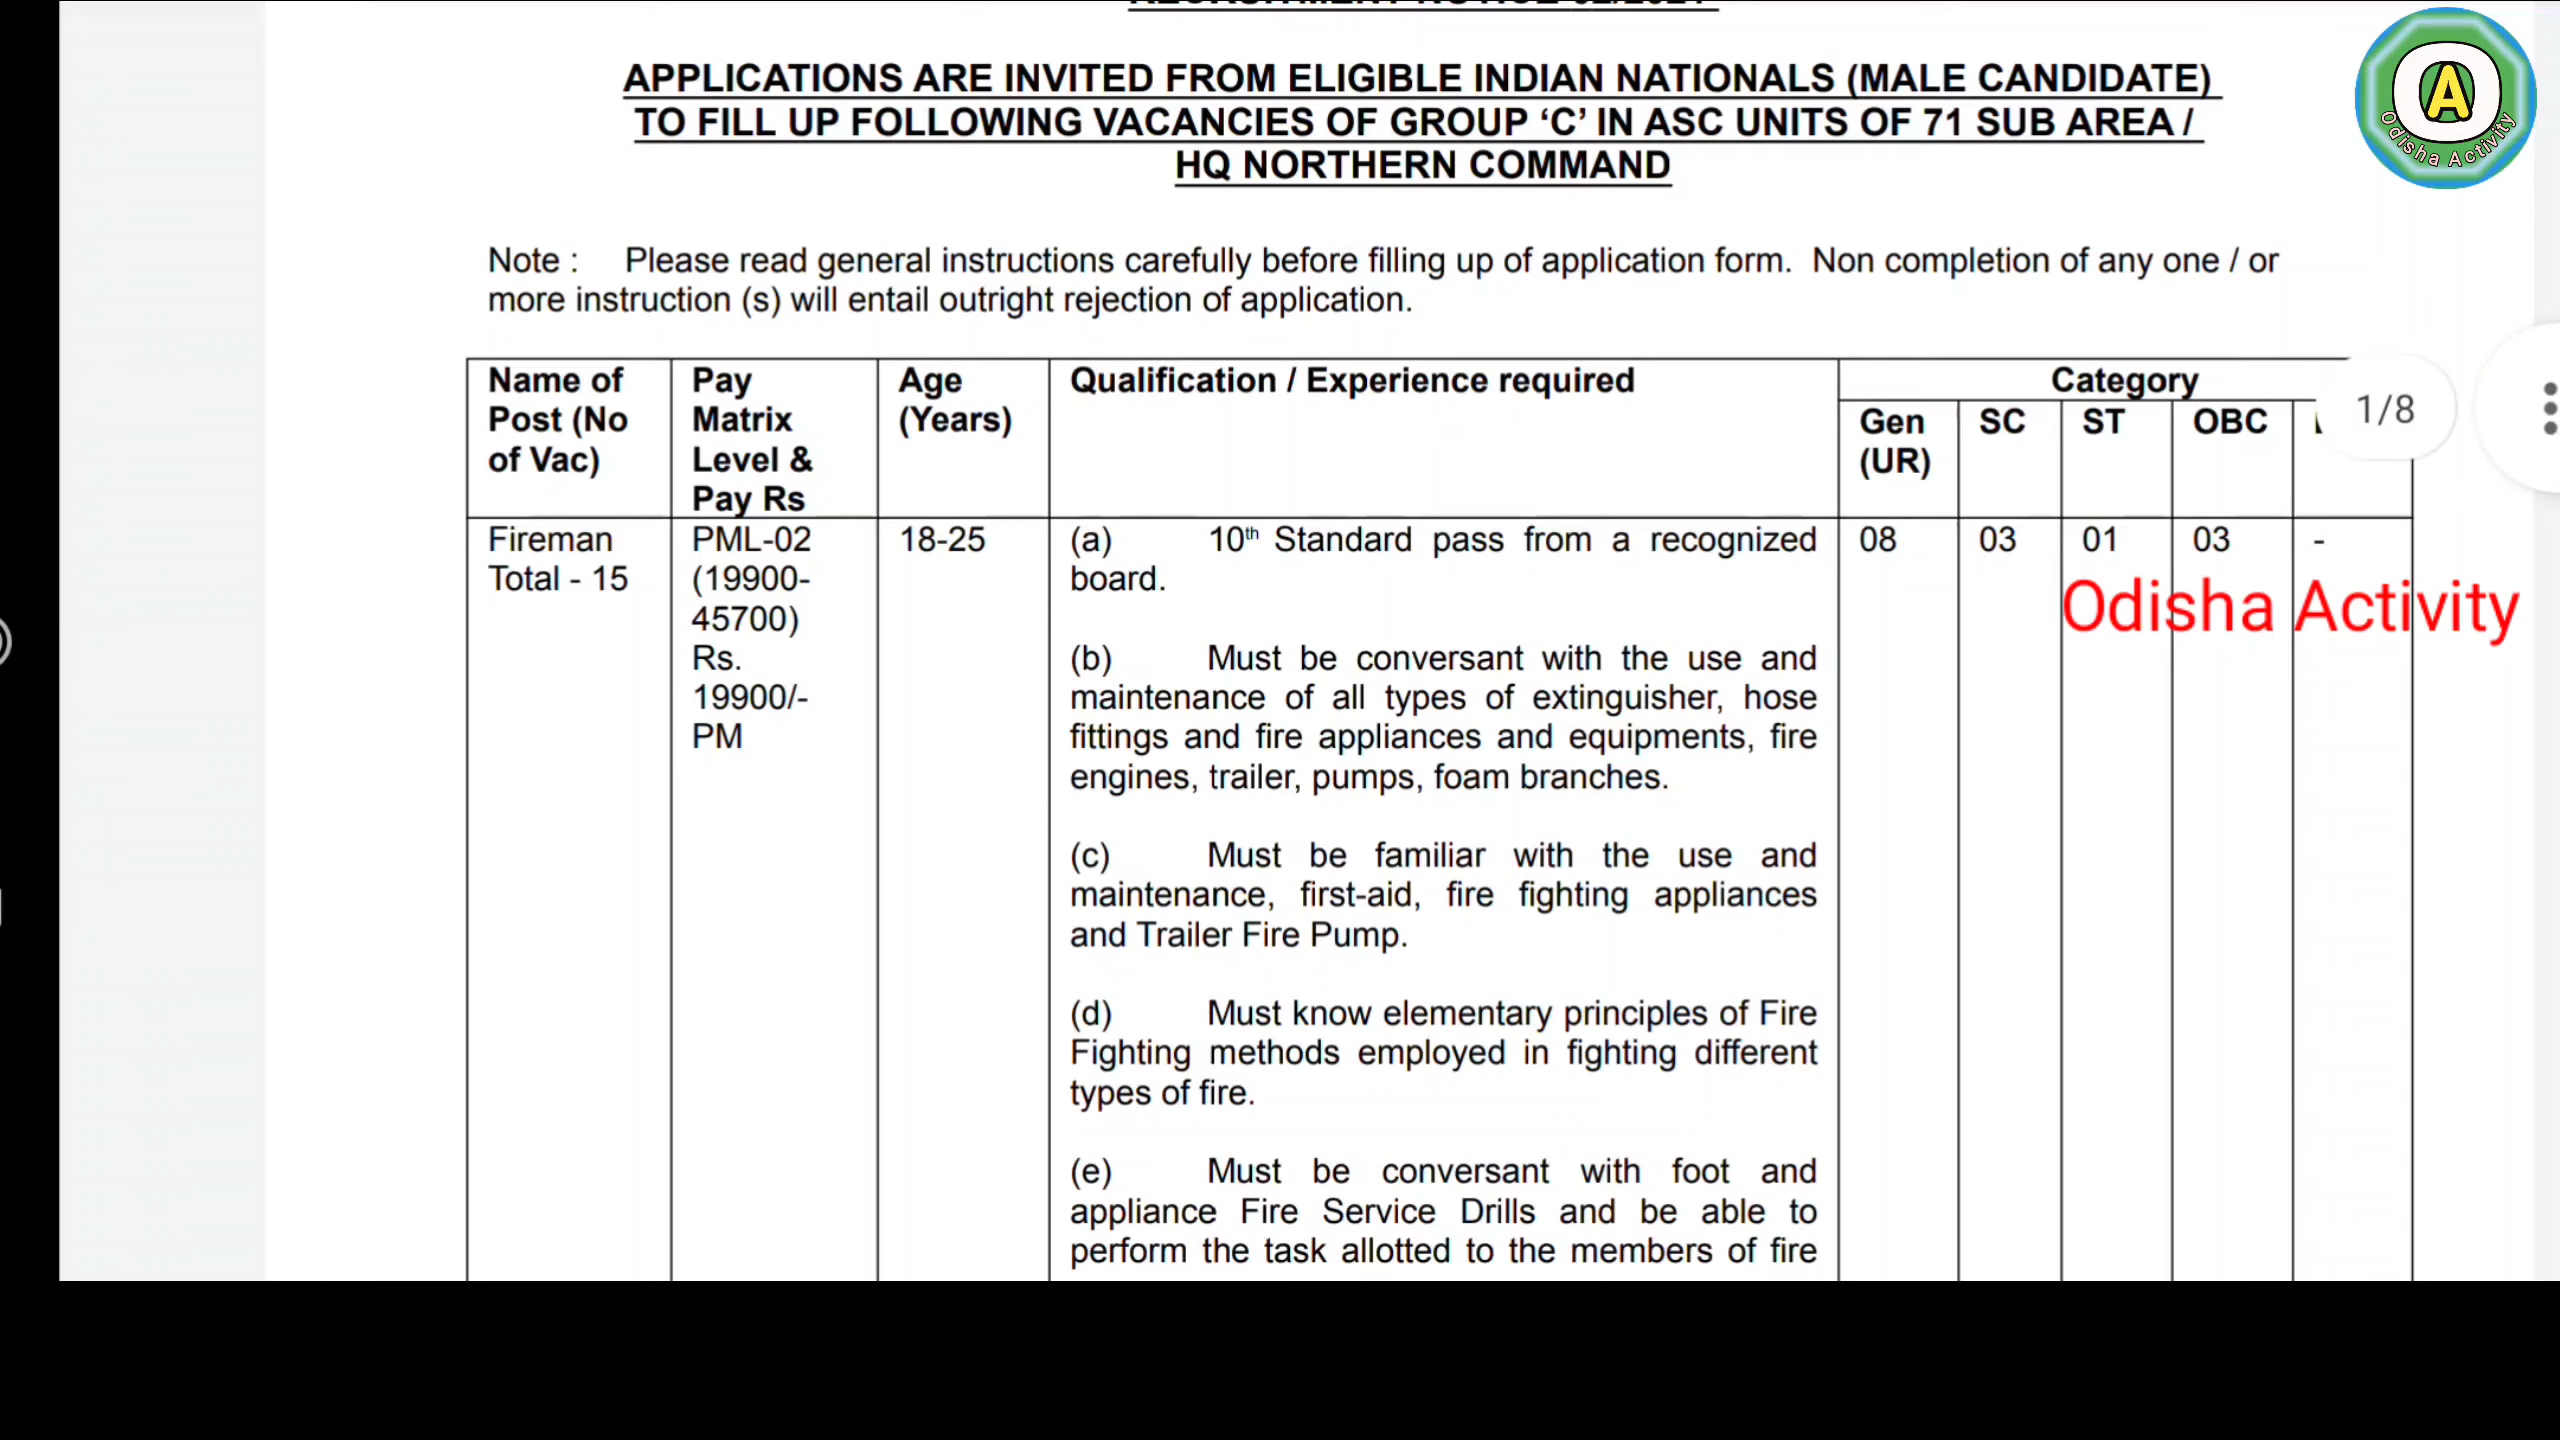 RECRUITMENT NOTICE 02/2021
APPLICATIONS ARE INVITED FROM ELIGIBLE INDIAN NATIONALS (MALE CANDIDATE)
TO FILL UP FOLLOWING VACANCIES OF GROUP ‘C’ IN ASC UNITS OF 71 SUB AREA /
HQ NORTHERN COMMAND
A
Odisha Activity
Note : Please read general instructions carefully before filling up of application form. Non completion of any one / or
more instruction (s) will entail outright rejection of application.
Name of
Post (No
of Vac)
Pay
Matrix
Level &
Pay Rs
Age
(Years)
Qualification / Experience required
Category
1/8
Gen
(UR)
SC
ST
OBC
Fireman
Total - 15
PML-02
(19900-
45700)
Rs.
19900/-
PM
18-25
(a) 10th Standard pass from a recognized
board.
(b) Must be conversant with the use and
maintenance of all types of extinguisher, hose
fittings and fire appliances and equipments, fire
engines, trailer, pumps, foam branches.
(c) Must be familiar with the use and
maintenance, first-aid, fire fighting appliances
and Trailer Fire Pump.
(d) Must know elementary principles of Fire
Fighting methods employed in fighting different
types of fire.
(e) Must be conversant with foot and
appliance Fire Service Drills and be able to
perform the task allotted to the members of fire
08
03
01
03
-
Odisha Activity